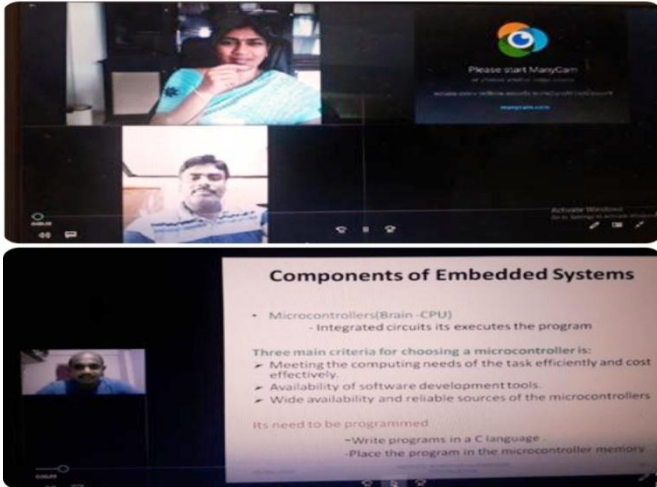 Please start ManyCam
manycam.com
Activate Windows
Go to Settings to activate Windows
Components of Embedded Systems
• Microcontrollers(Brain -CPU)
- Integrated circuits its executes the program
Three main criteria for choosing a microcontroller is:
➢ Meeting the computing needs of the task efficiently and cost
effectively.
➢ Availability of software development tools.
➢ Wide availability and reliable sources of the microcontrollers
Its need to be programmed
-Write programs in a C language .
-Place the program in the microcontroller memory